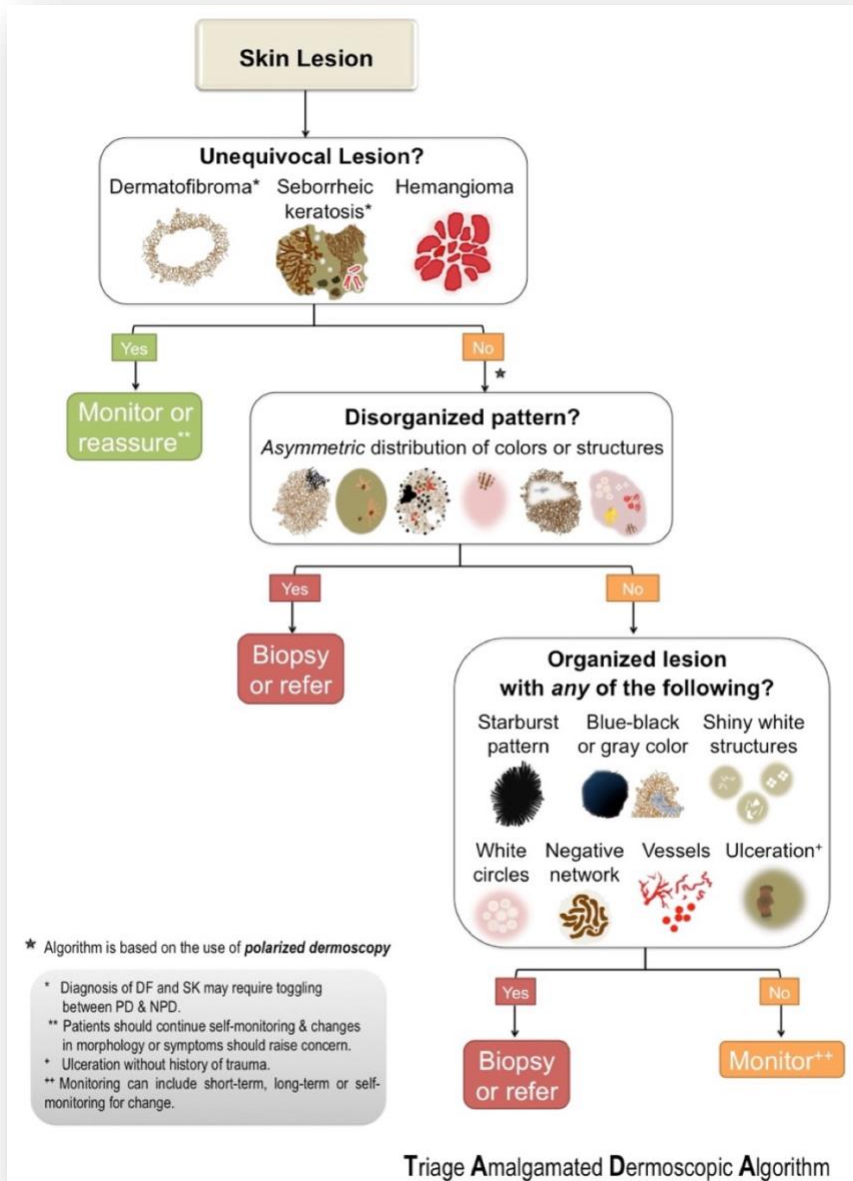 Skin Lesion
Unequivocal Lesion?
Dermatofibroma* Seborrheic Hemangioma
keratosis*
Yes
No
★
Monitor or
reassure**
Disorganized pattern?
Asymmetric distribution of colors or structures
Yes
No
Biopsy
or refer
Organized lesion
with any of the following?
Starburst Blue-black Shiny white
pattern or gray color structures
White Negative Vessels Ulceration⁺
circles network
★ Algorithm is based on the use of polarized dermoscopy
* Diagnosis of DF and SK may require toggling
between PD & NPD.
** Patients should continue self-monitoring & changes
in morphology or symptoms should raise concern.
⁺ Ulceration without history of trauma.
⁺⁺ Monitoring can include short-term, long-term or self-
monitoring for change.
Yes
No
Biopsy
or refer
Monitor⁺⁺
Triage Amalgamated Dermoscopic Algorithm